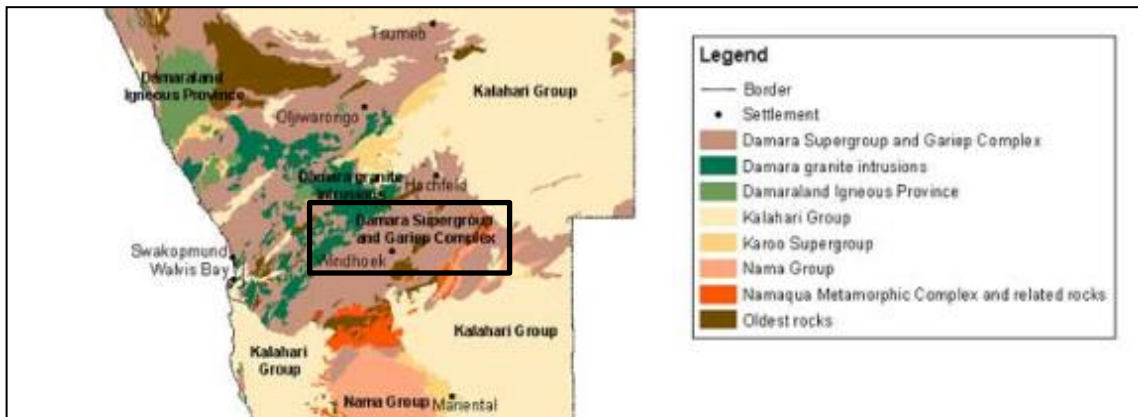 Tsumeb
Damaraland
Igneous Province
Kalahari Group
Otjiwarongo
Damara granite
intrusions
Hochfeld
Damara Supergroup
and Gariep Complex
Swakopmund
Walvis Bay
Windhoek
Kalahari Group
Kalahari
Group
Nama Group
Mariental
Legend
Border
Settlement
Damara Supergroup and Gariep Complex
Damara granite intrusions
Damaraland Igneous Province
Kalahari Group
Karoo Supergroup
Nama Group
Namaqua Metamorphic Complex and related rocks
Oldest rocks